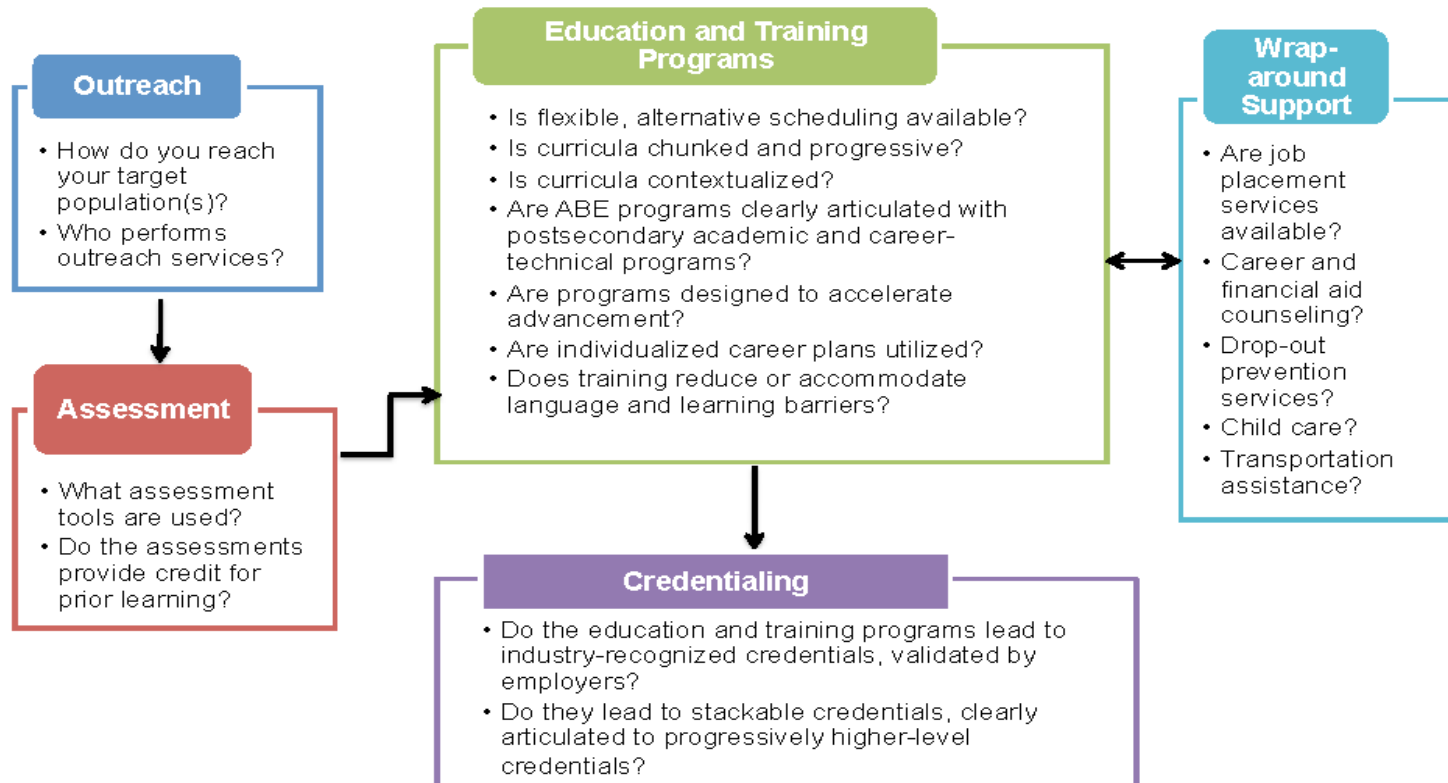 Outreach
• How do you reach
your target
population(s)?
• Who performs
outreach services?
Assessment
• What assessment
tools are used?
• Do the assessments
provide credit for
prior learning?
Education and Training
Programs
• Is flexible, alternative scheduling available?
• Is curricula chunked and progressive?
• Is curricula contextualized?
• Are ABE programs clearly articulated with
postsecondary academic and career-
technical programs?
• Are programs designed to accelerate
advancement?
• Are individualized career plans utilized?
• Does training reduce or accommodate
language and learning barriers?
Wrap-
around
Support
• Are job
placement
services
available?
• Career and
financial aid
counseling?
• Drop-out
prevention
services?
• Child care?
• Transportation
assistance?
Credentialing
• Do the education and training programs lead to
industry-recognized credentials, validated by
employers?
• Do they lead to stackable credentials, clearly
articulated to progressively higher-level
credentials?